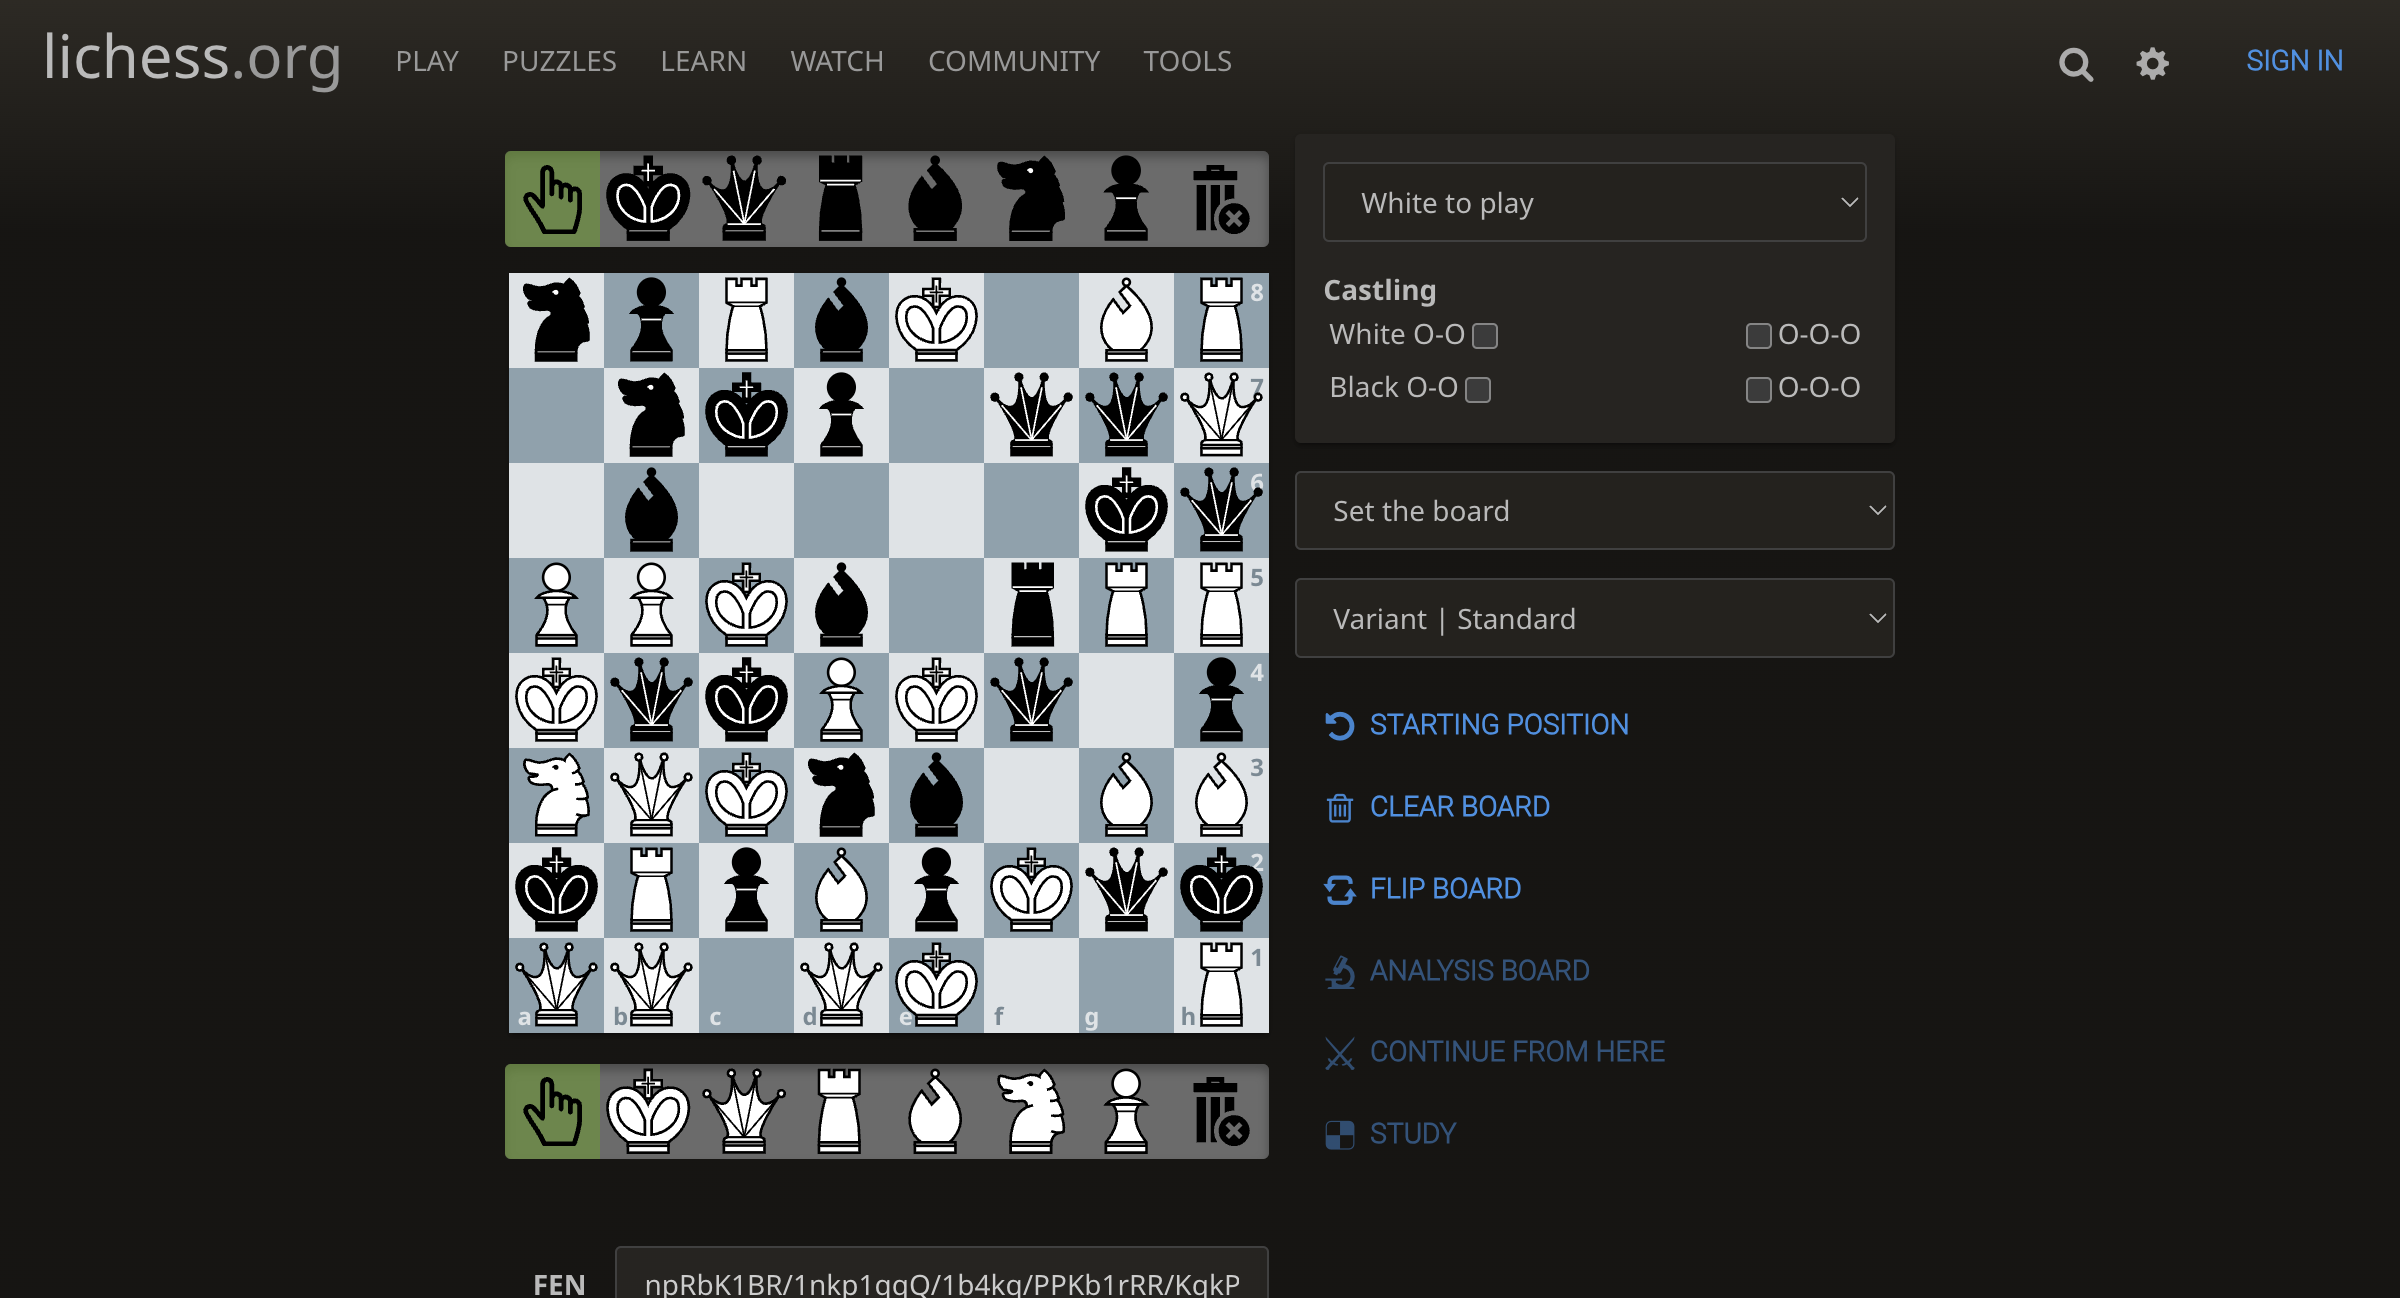 lichess.org PLAY PUZZLES LEARN WATCH COMMUNITY TOOLS SIGN IN
White to play
Castling
White O-O O-O-O
Black O-O O-O-O
Set the board
Variant | Standard
STARTING POSITION
CLEAR BOARD
FLIP BOARD
ANALYSIS BOARD
CONTINUE FROM HERE
STUDY
8
7
6
5
4
3
2
1
a b c d e f g h
FEN npRbK1BR/1nkp1qqQ/1b4kq/PPKb1rRR/KqkP